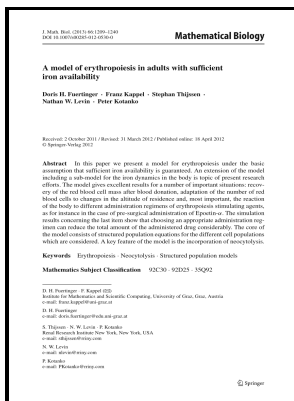 J. Math. Biol. (2013) 66:1209–1240
DOI 10.1007/s00285-012-0530-0
Mathematical Biology
A model of erythropoiesis in adults with sufficient
iron availability
Doris H. Fuertinger · Franz Kappel · Stephan Thijssen ·
Nathan W. Levin · Peter Kotanko
Received: 2 October 2011 / Revised: 31 March 2012 / Published online: 18 April 2012
© Springer-Verlag 2012
Abstract In this paper we present a model for erythropoiesis under the basic
assumption that sufficient iron availability is guaranteed. An extension of the model
including a sub-model for the iron dynamics in the body is topic of present research
efforts. The model gives excellent results for a number of important situations: recov-
ery of the red blood cell mass after blood donation, adaptation of the number of red
blood cells to changes in the altitude of residence and, most important, the reaction
of the body to different administration regimens of erythropoiesis stimulating agents,
as for instance in the case of pre-surgical administration of Epoetin-α. The simulation
results concerning the last item show that choosing an appropriate administration reg-
imen can reduce the total amount of the administered drug considerably. The core of
the model consists of structured population equations for the different cell populations
which are considered. A key feature of the model is the incorporation of neocytolysis.
Keywords Erythropoiesis · Neocytolysis · Structured population models
Mathematics Subject Classification 92C30 · 92D25 · 35Q92
D. H. Fuertinger · F. Kappel (✉)
Institute for Mathematics and Scientific Computing, University of Graz, Graz, Austria
e-mail: franz.kappel@uni-graz.at
D. H. Fuertinger
e-mail: doris.fuertinger@edu.uni-graz.at
S. Thijssen · N. W. Levin · P. Kotanko
Renal Research Institute New York, New York, USA
e-mail: sthijssen@rriny.com
N. W. Levin
e-mail: nlevin@rriny.com
P. Kotanko
e-mail: PKotanko@rriny.com
Springer